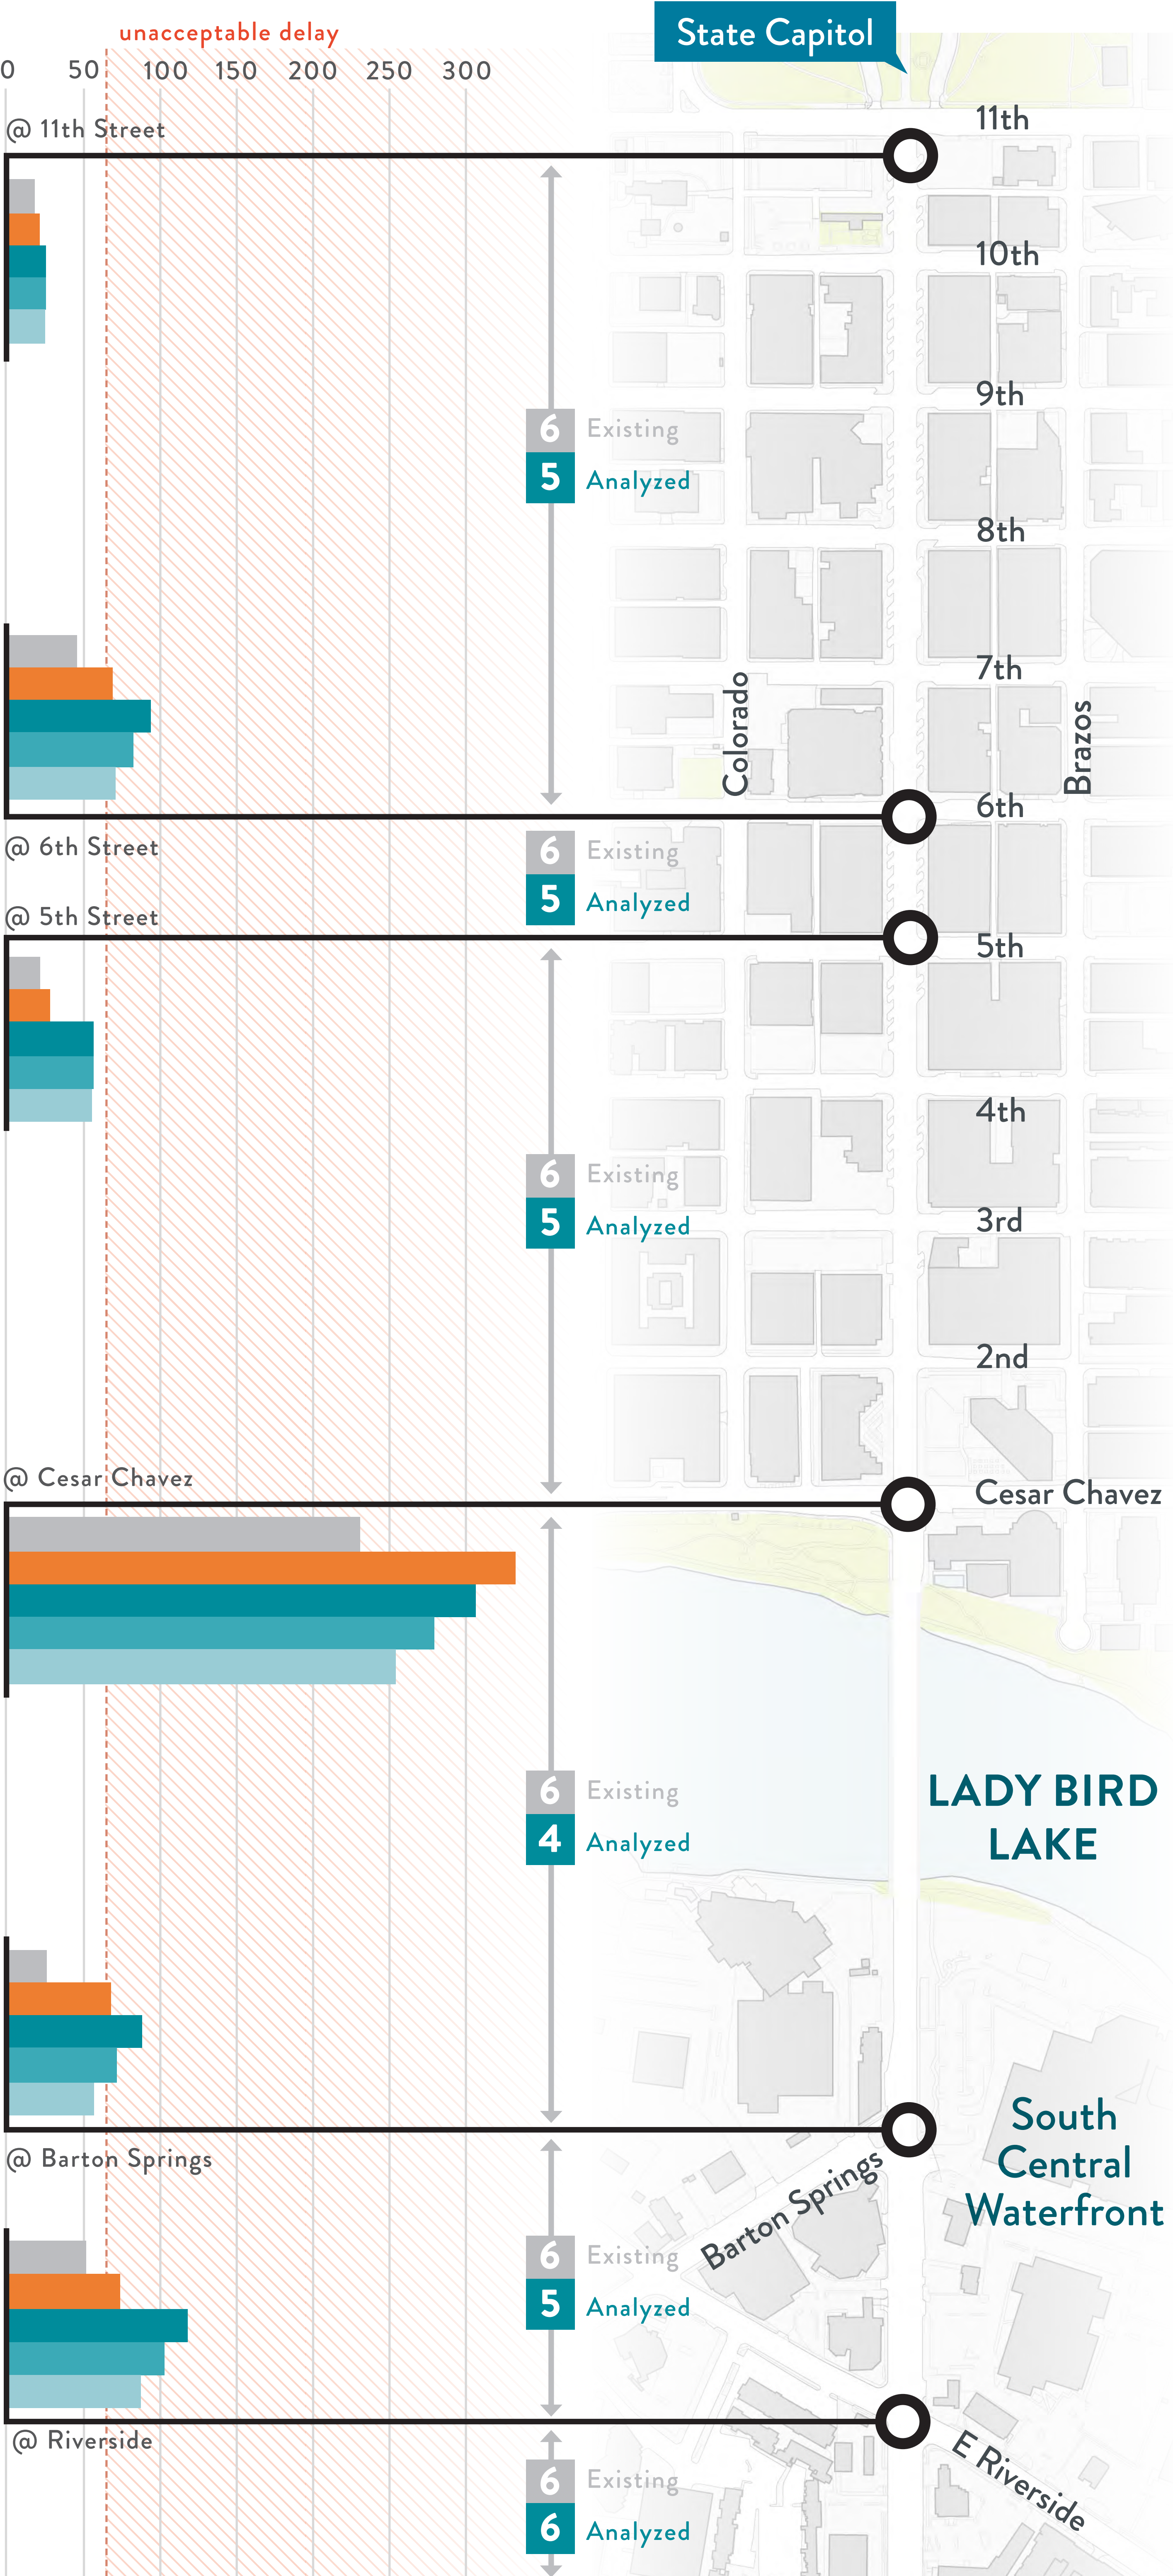 unacceptable delay
State Capitol
0 50 100 150 200 250 300
@ 11th Street
11th
10th
9th
6 Existing
5 Analyzed
8th
7th
Colorado
Brazos
6th
@ 6th Street
6 Existing
5 Analyzed
@ 5th Street
5th
4th
6 Existing
5 Analyzed
3rd
2nd
@ Cesar Chavez
Cesar Chavez
LADY BIRD
LAKE
6 Existing
4 Analyzed
South
Central
Waterfront
@ Barton Springs
Barton Springs
6 Existing
5 Analyzed
@ Riverside
E Riverside
6 Existing
6 Analyzed